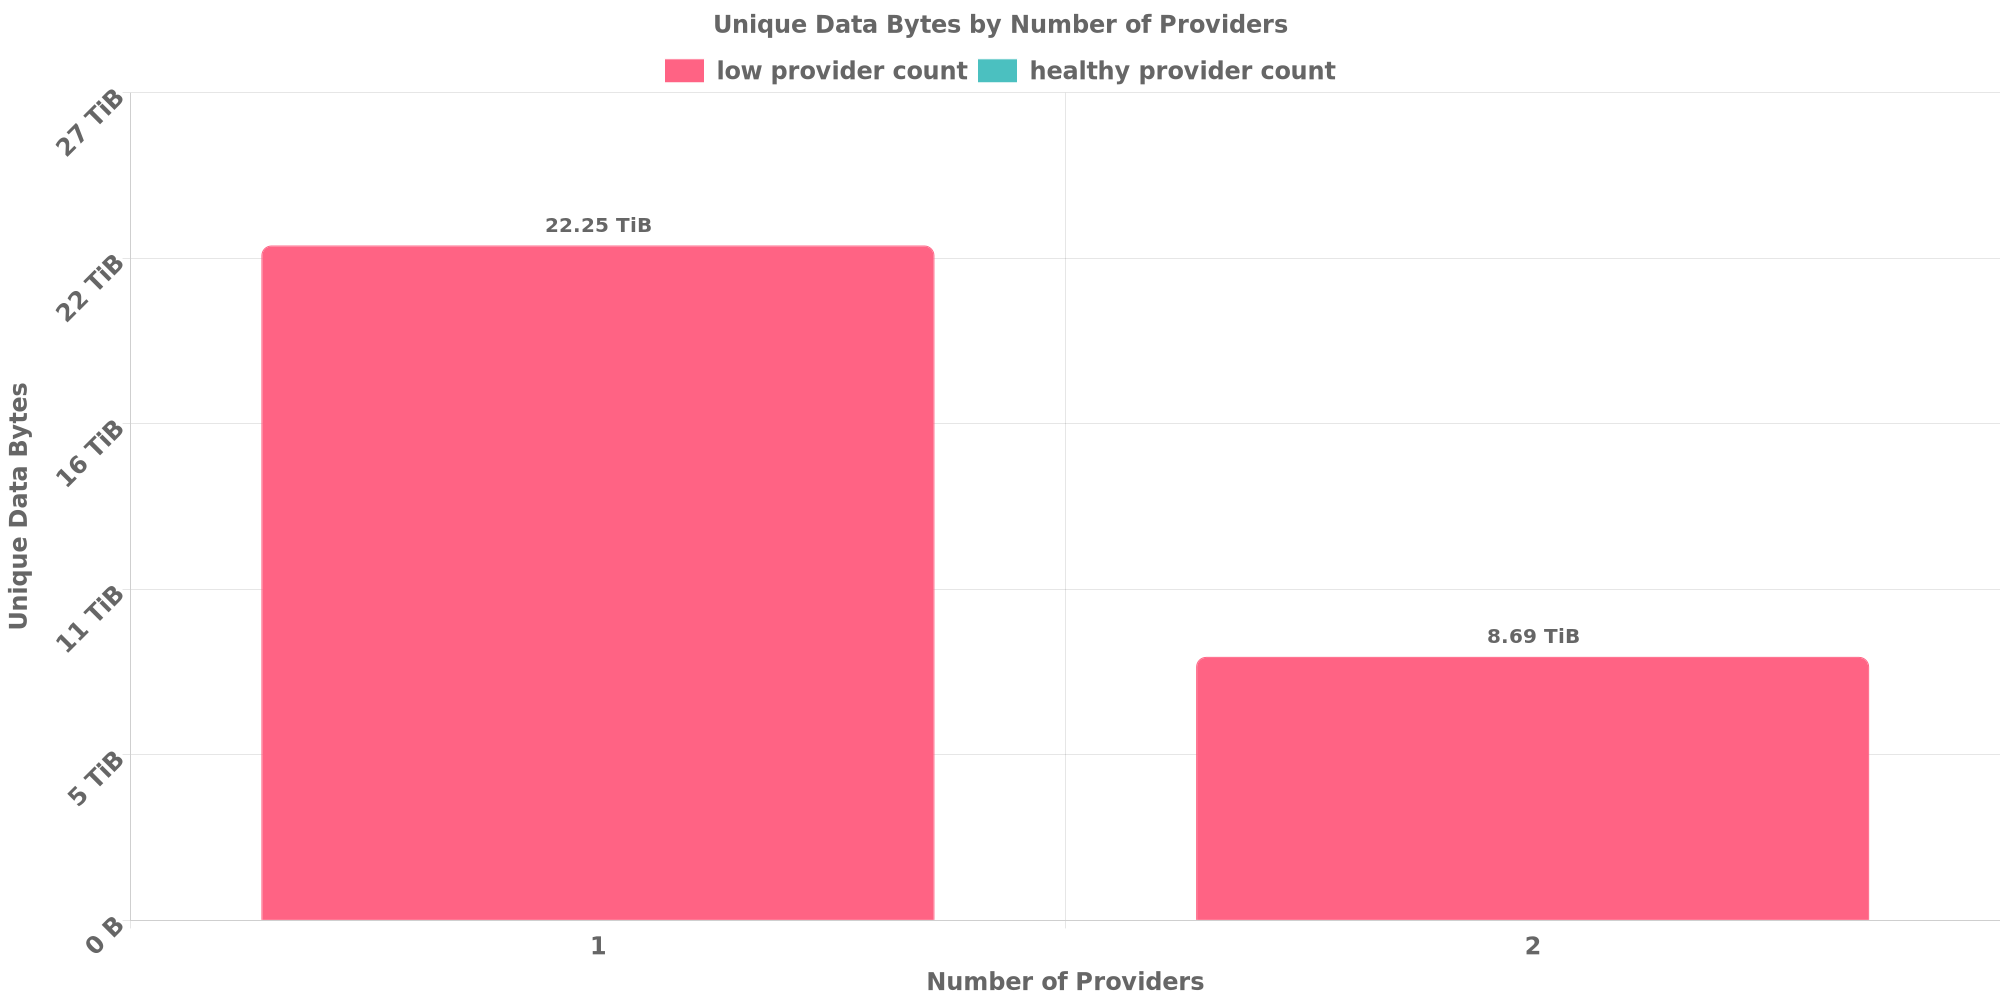 Unique Data Bytes by Number of Providers
low provider count healthy provider count
27 TiB
22.25 TiB
22 TiB
16 TiB
8.69 TiB
11 TiB
5 TiB
0 B
Unique Data Bytes
1 2
Number of Providers